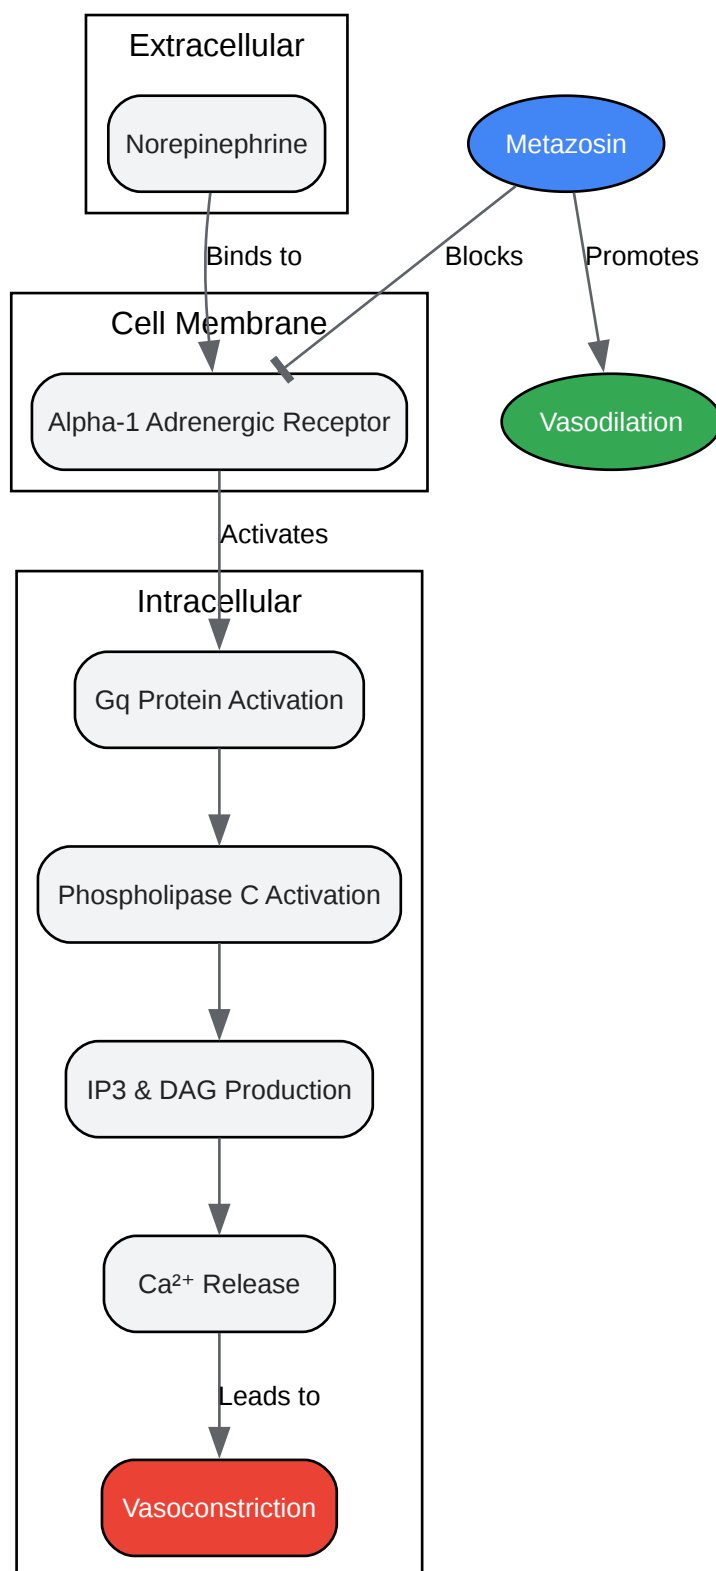 Extracellular
Norepinephrine
Metazosin
Binds to
Blocks
Promotes
Cell Membrane
Alpha-1 Adrenergic Receptor
Vasodilation
Activates
Intracellular
Gq Protein Activation
Phospholipase C Activation
IP3 & DAG Production
Ca²⁺ Release
Leads to
Vasoconstriction